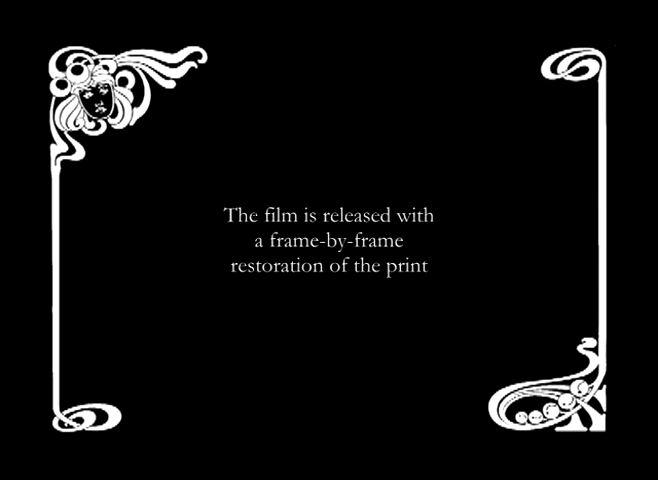 The film is released with
a frame-by-frame
restoration of the print